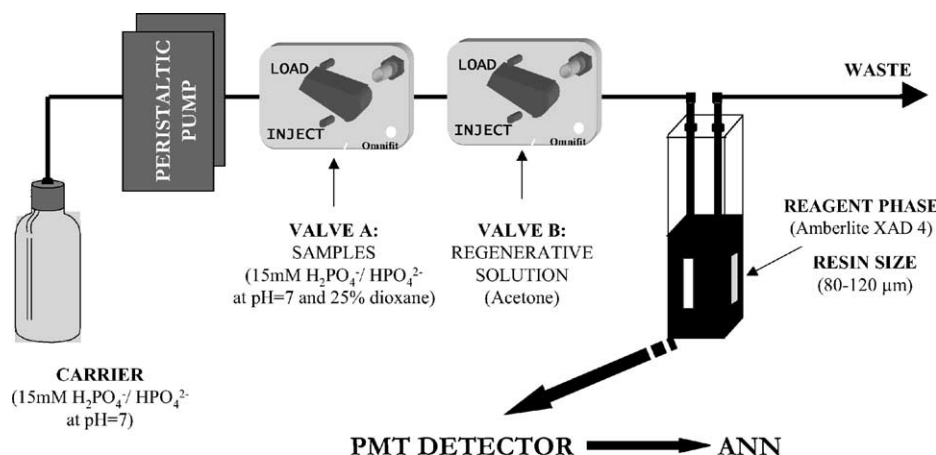 PERISTALTIC
PUMP
LOAD
INJECT
Omnifit
LOAD
INJECT
Omnifit
WASTE
VALVE A:
SAMPLES
(15mM H₂PO₄⁻/ HPO₄²⁻
at pH=7 and 25% dioxane)
VALVE B:
REGENERATIVE
SOLUTION
(Acetone)
REAGENT PHASE
(Amberlite XAD 4)
RESIN SIZE
(80-120 µm)
CARRIER
(15mM H₂PO₄⁻/ HPO₄²⁻
at pH=7)
PMT DETECTOR
ANN